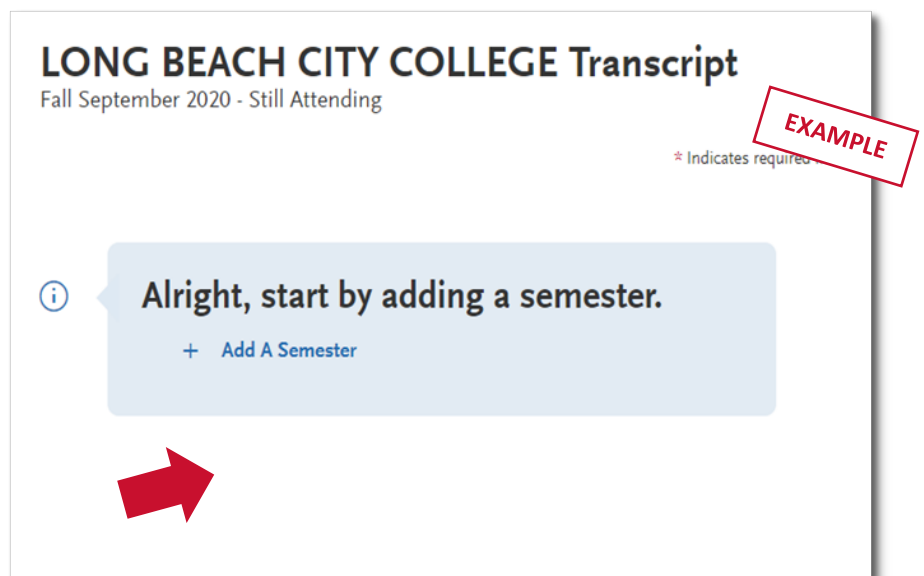 LONG BEACH CITY COLLEGE Transcript
Fall September 2020 - Still Attending
EXAMPLE
* Indicates required
Alright, start by adding a semester.
+ Add A Semester